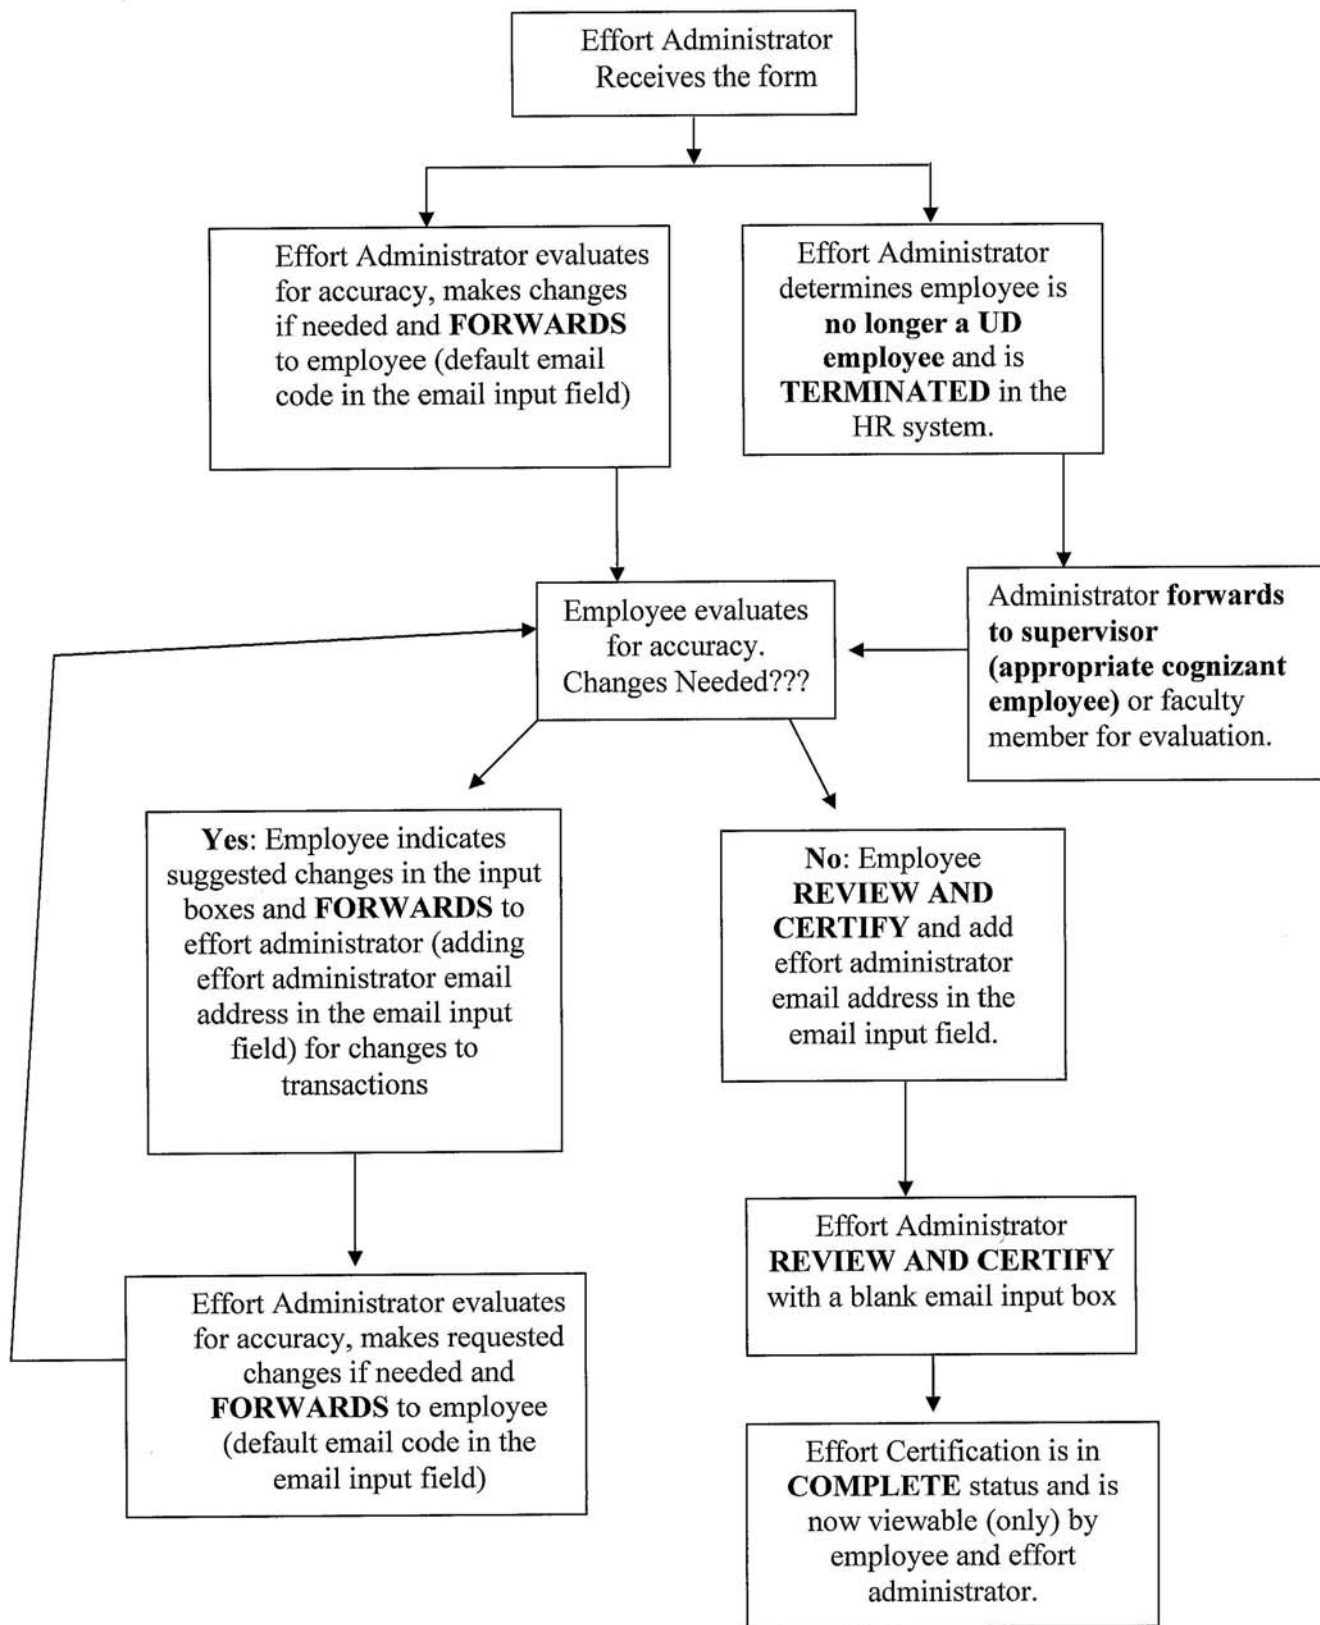 Effort Administrator
Receives the form
Effort Administrator evaluates
for accuracy, makes changes
if needed and FORWARDS
to employee (default email
code in the email input field)
Effort Administrator
determines employee is
no longer a UD
employee and is
TERMINATED in the
HR system.
Employee evaluates
for accuracy.
Changes Needed???
Administrator forwards
to supervisor
(appropriate cognizant
employee) or faculty
member for evaluation.
Yes: Employee indicates
suggested changes in the input
boxes and FORWARDS to
effort administrator (adding
effort administrator email
address in the email input
field) for changes to
transactions
No: Employee
REVIEW AND
CERTIFY and add
effort administrator
email address in the
email input field.
Effort Administrator
REVIEW AND CERTIFY
with a blank email input box
Effort Administrator evaluates
for accuracy, makes requested
changes if needed and
FORWARDS to employee
(default email code in the
email input field)
Effort Certification is in
COMPLETE status and is
now viewable (only) by
employee and effort
administrator.